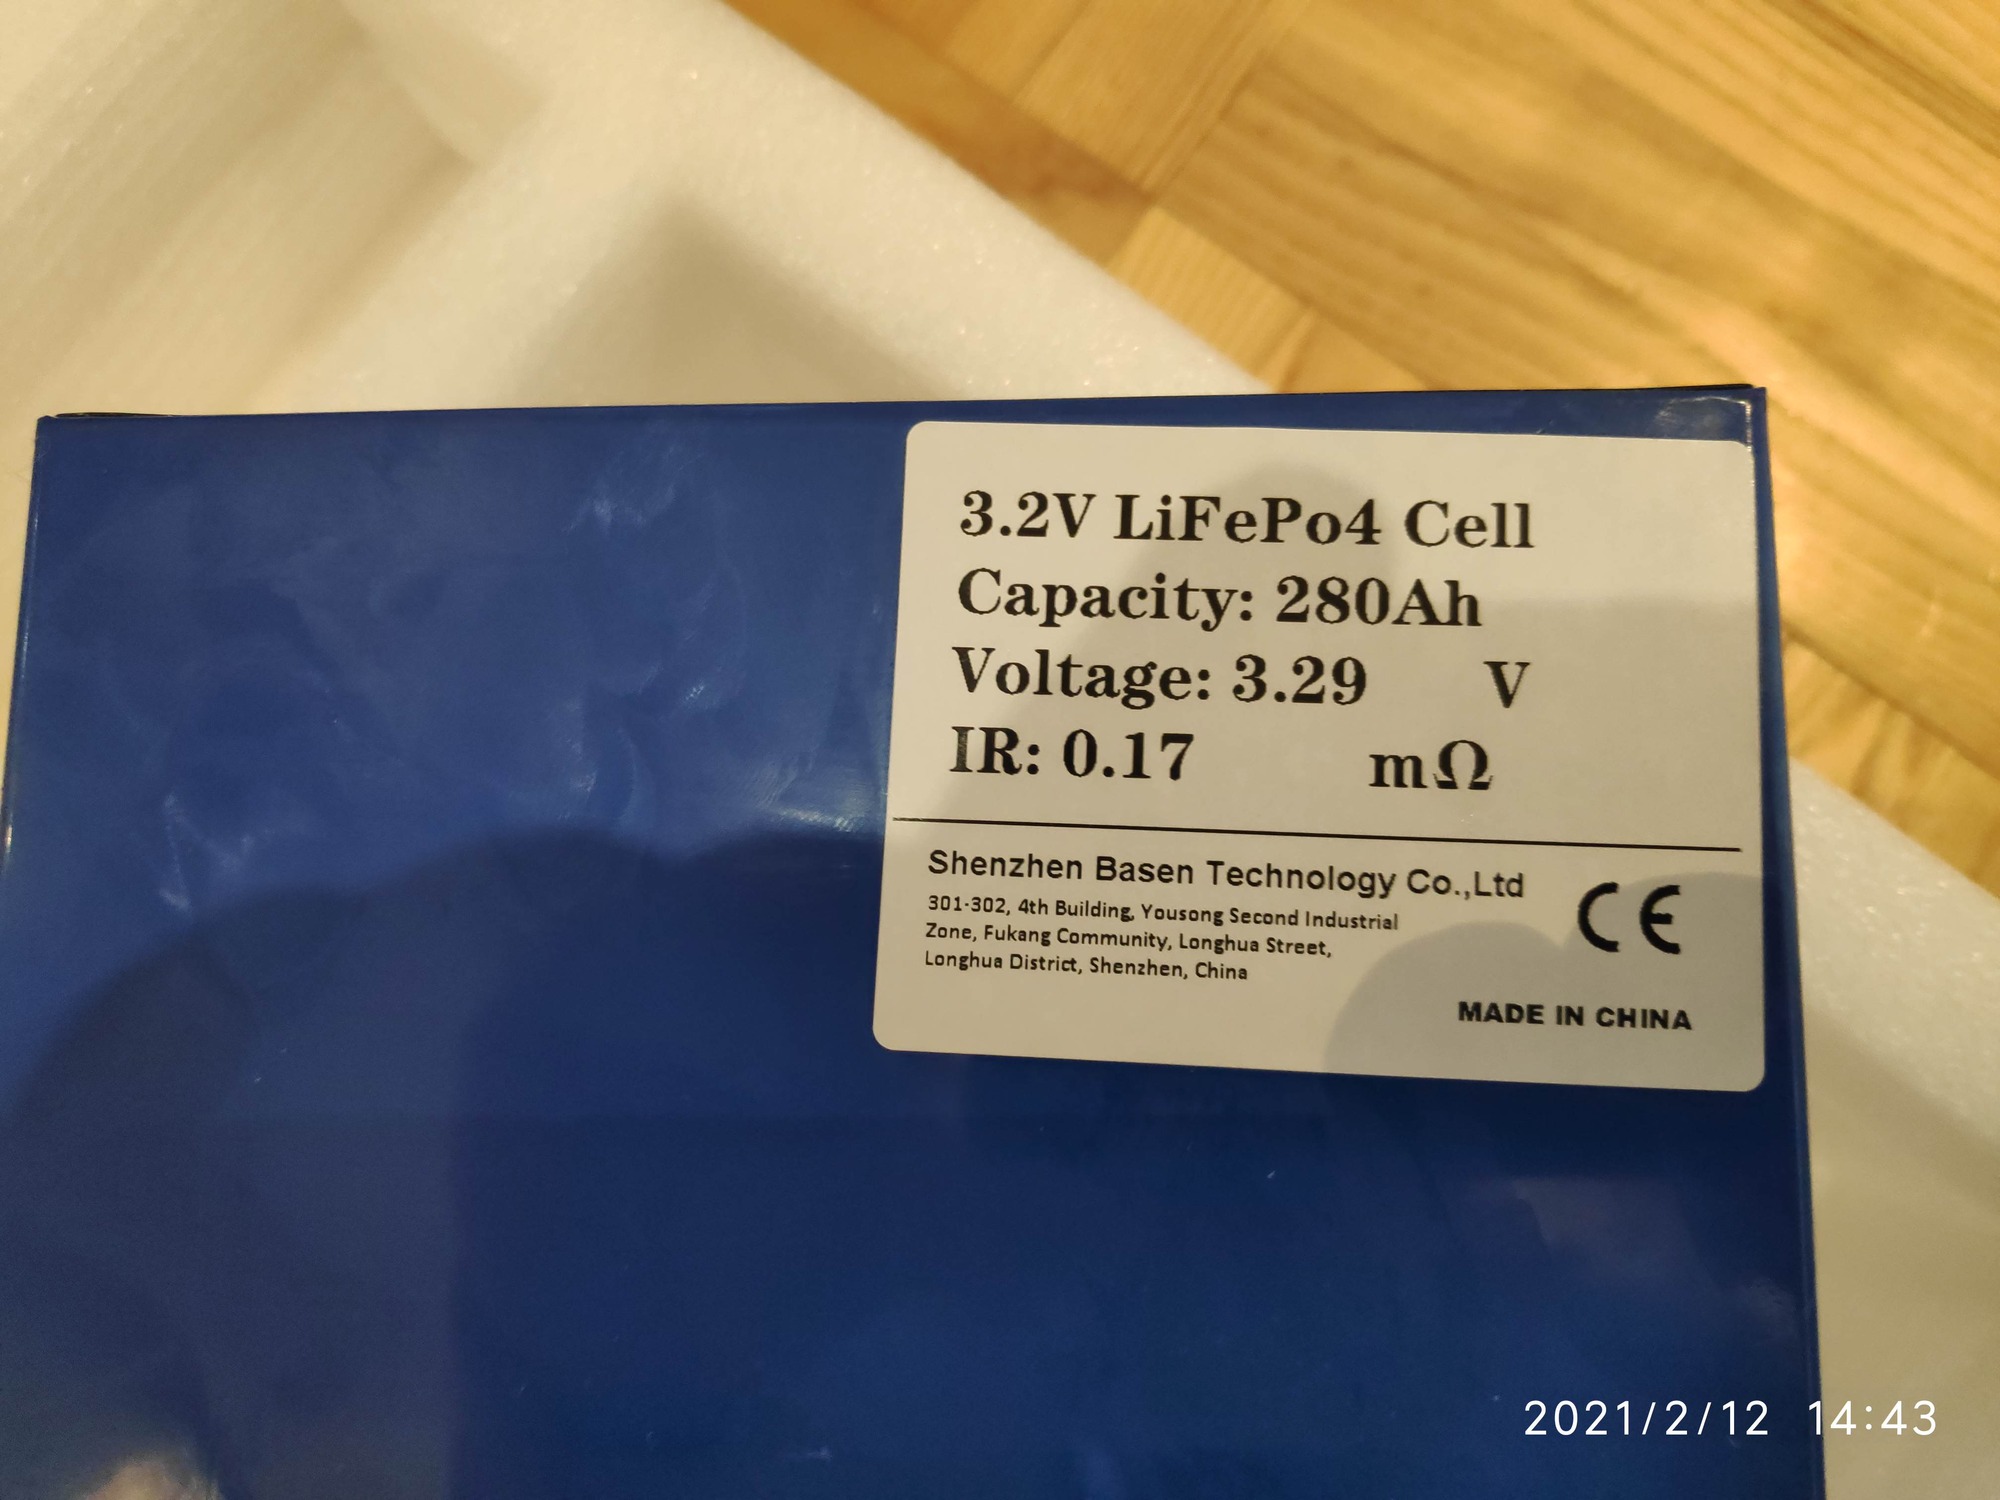 3.2V LiFePo4 Cell
Capacity: 280Ah
Voltage: 3.29 V
IR: 0.17 mΩ
Shenzhen Basen Technology Co.,Ltd
301-302, 4th Building, Yousong Second Industrial
Zone, Fukang Community, Longhua Street,
Longhua District, Shenzhen, China
CE
MADE IN CHINA
2021/2/12 14:43